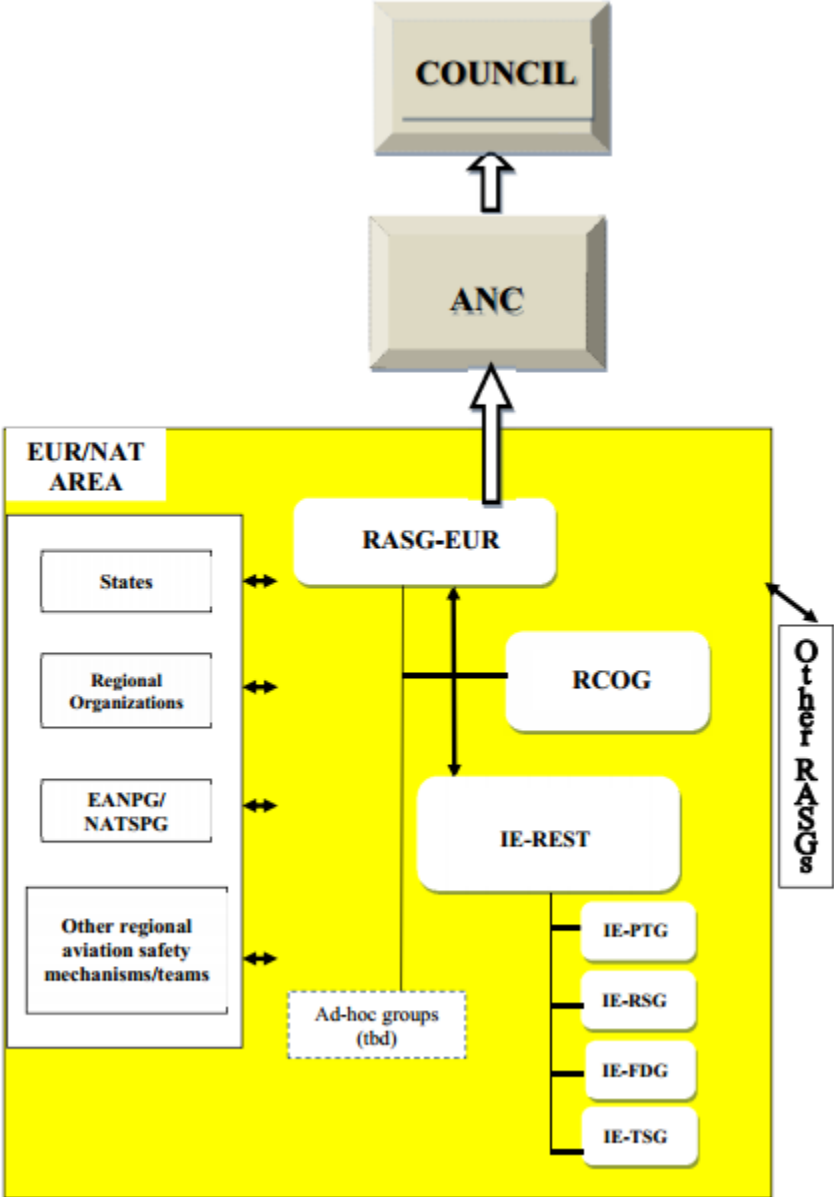 COUNCIL
ANC
EUR/NAT
AREA
RASG-EUR
States
Regional
Organizations
EANPG/
NATSPG
Other regional
aviation safety
mechanisms/teams
RCOG
IE-REST
IE-PTG
IE-RSG
IE-FDG
IE-TSG
Ad-hoc groups
(tbd)
Other RASGs